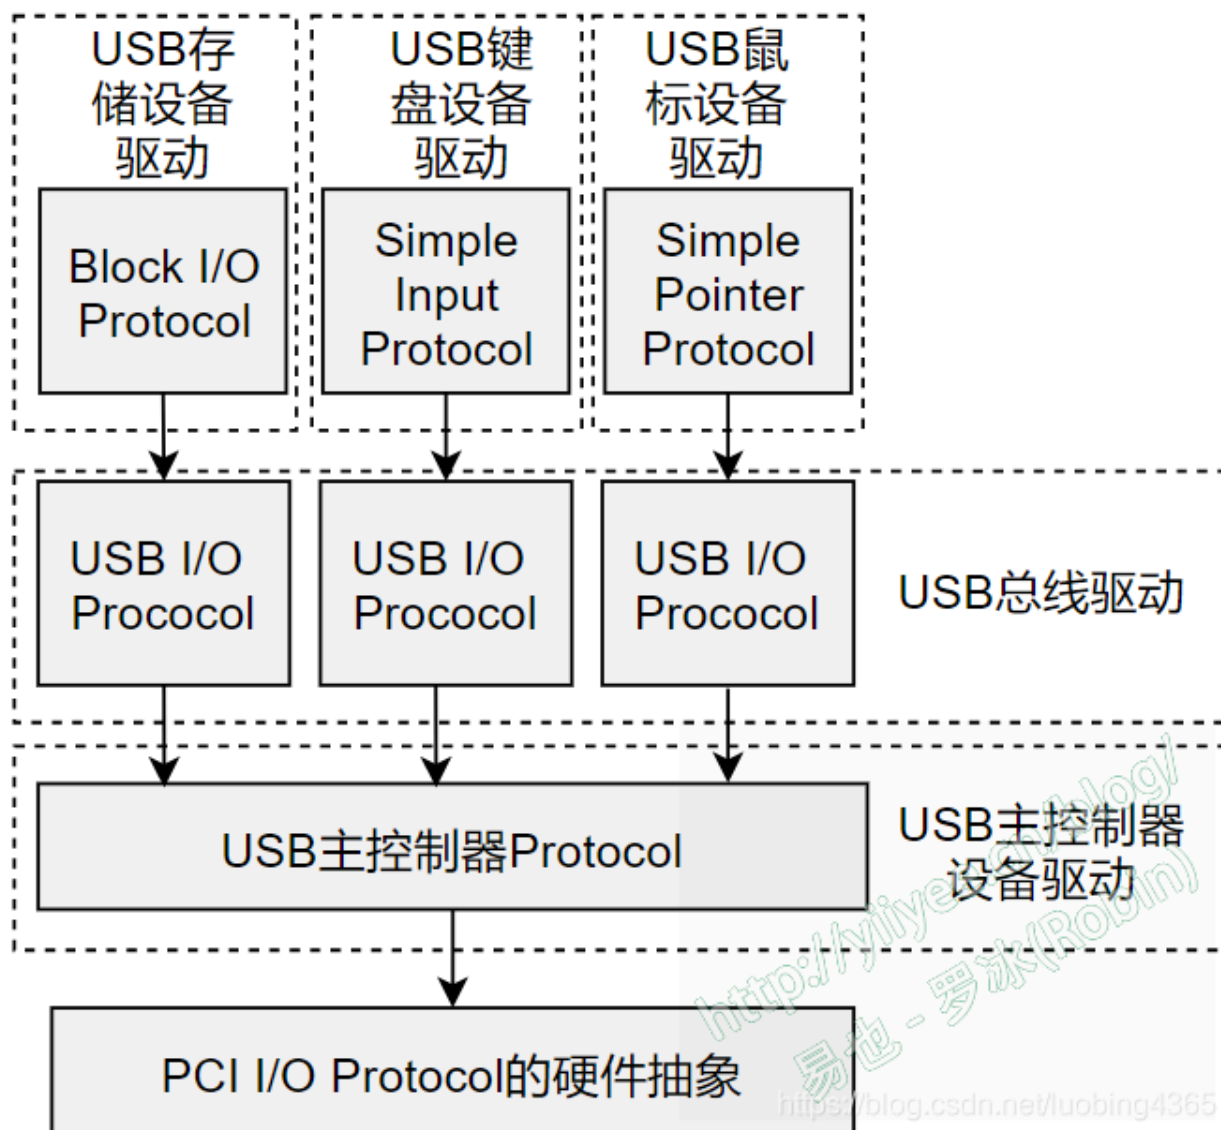 USB存
储设备
驱动
USB键
盘设备
驱动
USB鼠
标设备
驱动
Block I/O
Protocol
Simple
Input
Protocol
Simple
Pointer
Protocol
USB I/O
Prococol
USB I/O
Prococol
USB I/O
Prococol
USB总线驱动
USB主控制器Protocol
USB主控制器
设备驱动
PCI I/O Protocol的硬件抽象
http://yiiyee.cn/blog/
易也 - 罗冰(Robin)
https://blog.csdn.net/luobing4365